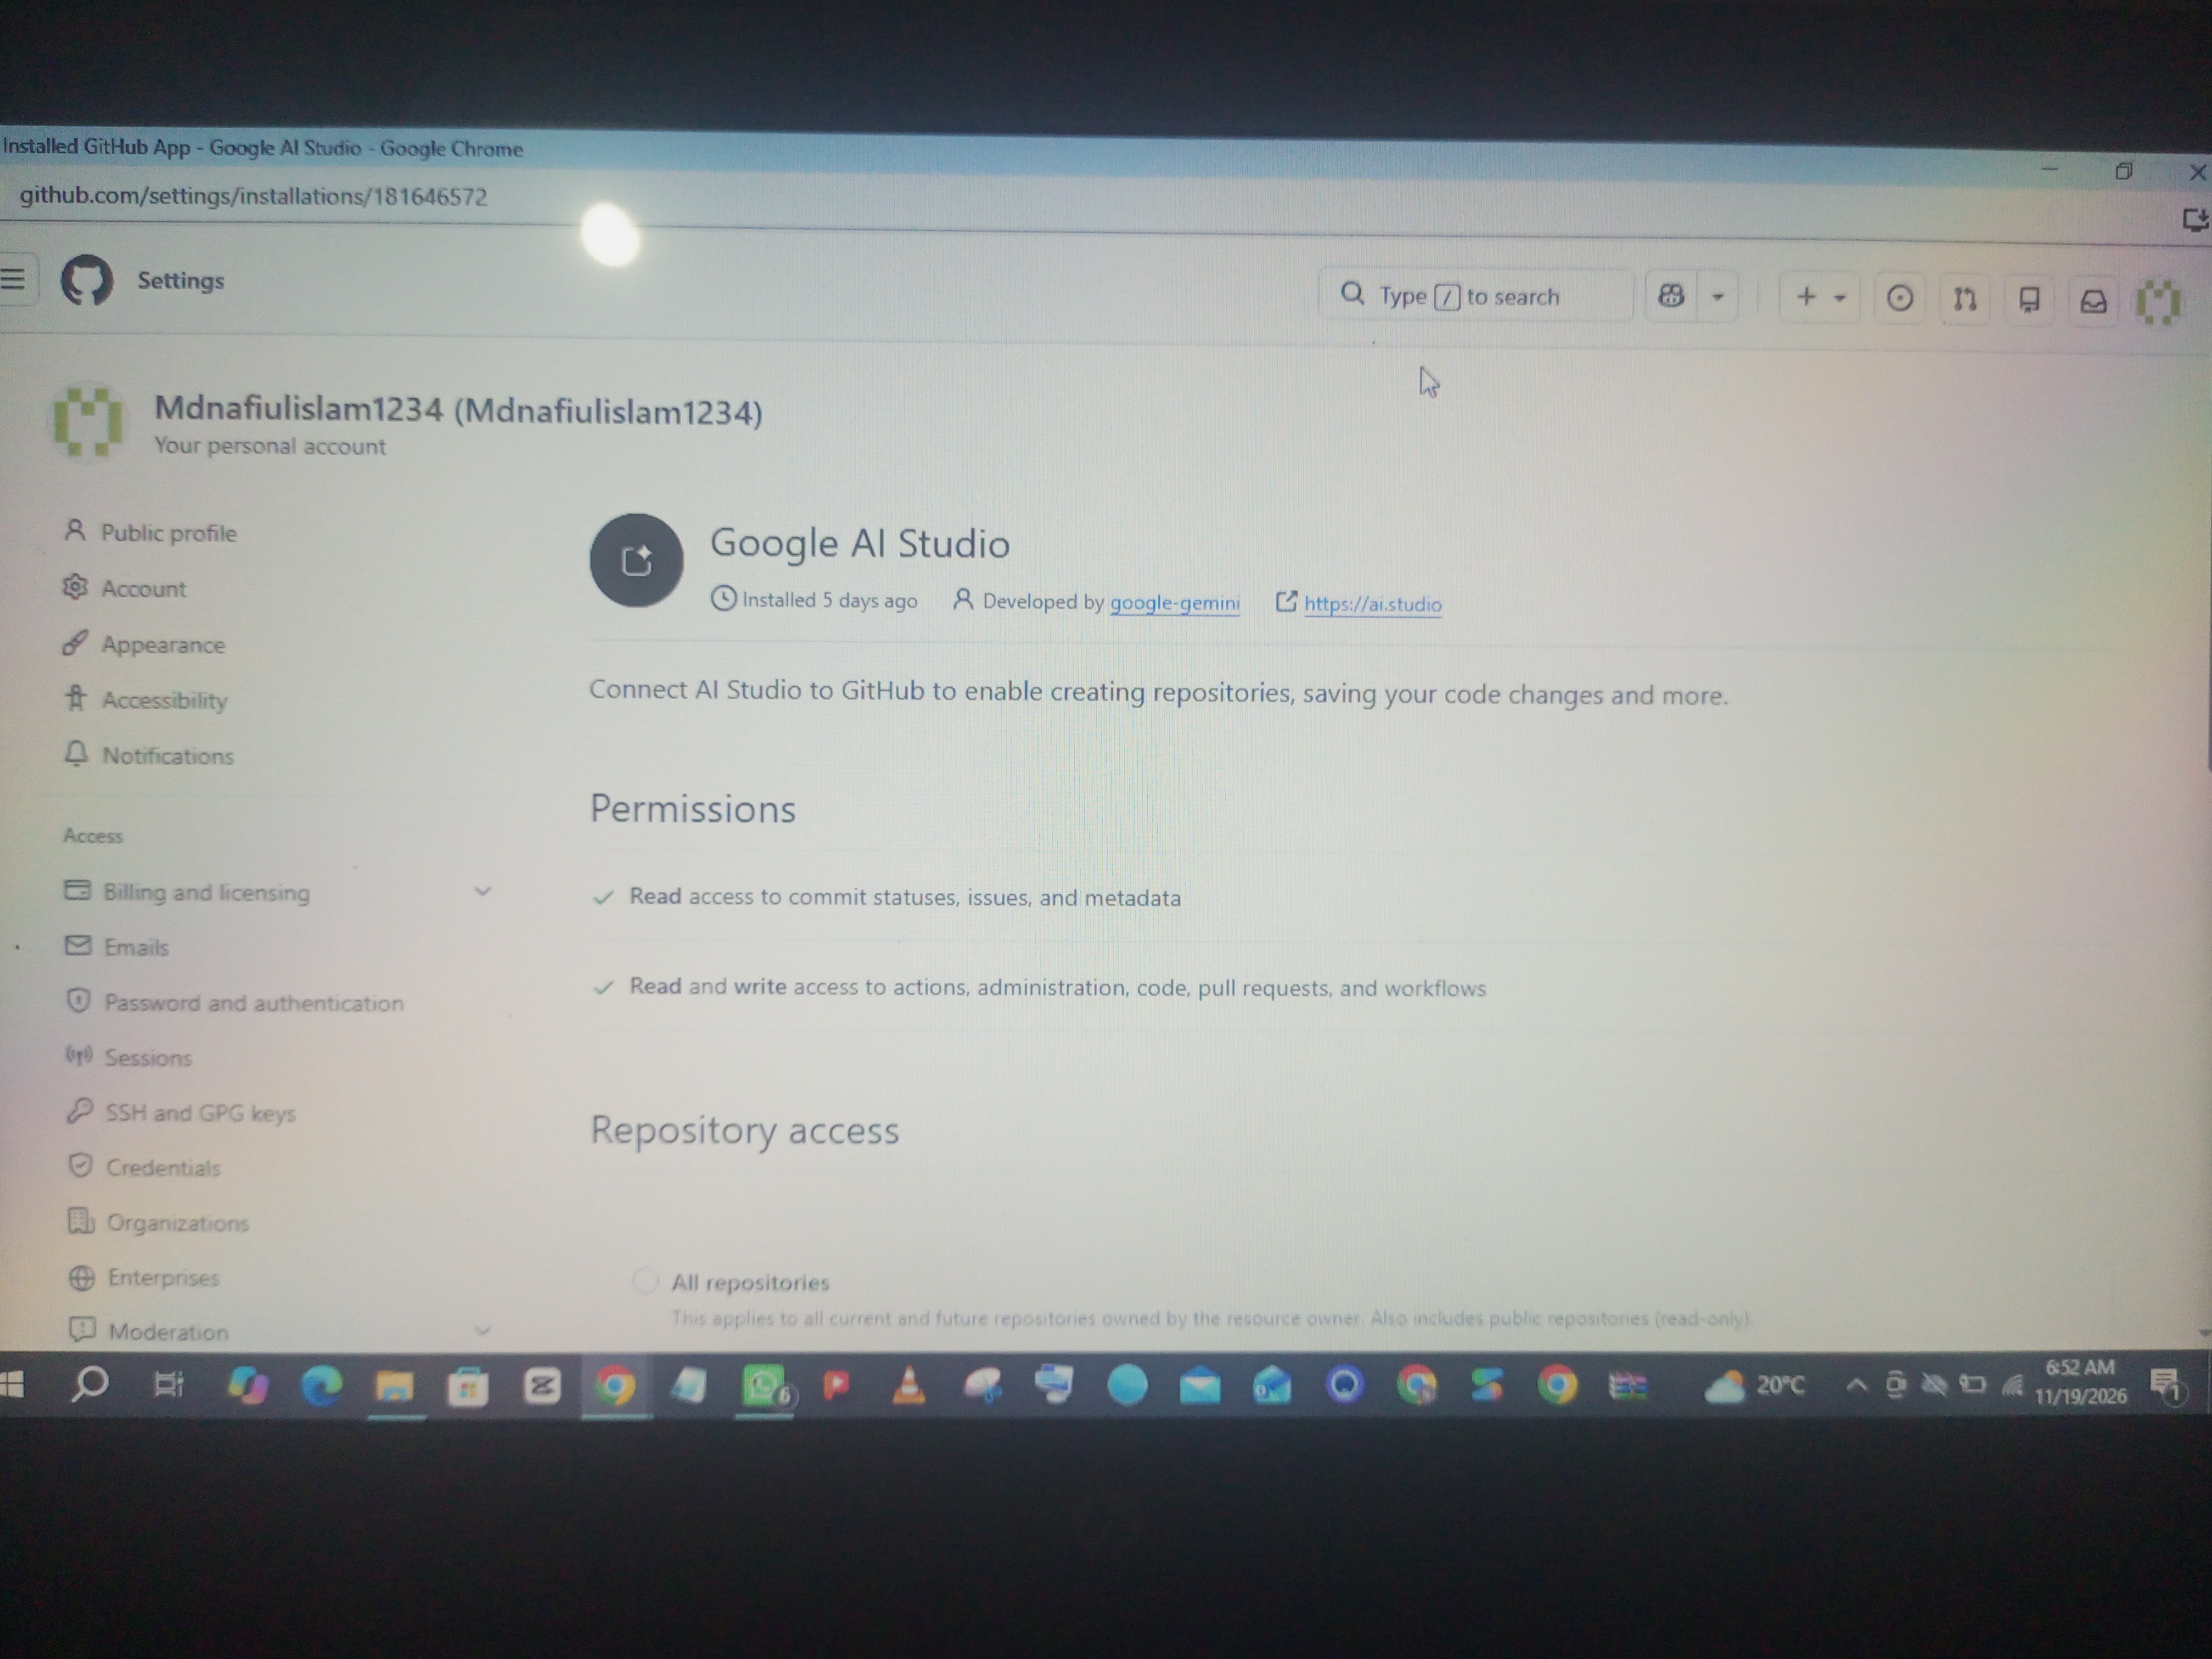 Installed GitHub App - Google AI Studio - Google Chrome
github.com/settings/installations/181646572
Settings
Type / to search
Mdnafiulislam1234 (Mdnafiulislam1234)
Your personal account
Public profile
Account
Appearance
Accessibility
Notifications
Access
Billing and licensing
Emails
Password and authentication
Sessions
SSH and GPG keys
Credentials
Organizations
Enterprises
Moderation
Google AI Studio
Installed 5 days ago Developed by google-gemini https://ai.studio
Connect AI Studio to GitHub to enable creating repositories, saving your code changes and more.
Permissions
Read access to commit statuses, issues, and metadata
Read and write access to actions, administration, code, pull requests, and workflows
Repository access
All repositories
This applies to all current and future repositories owned by the resource owner. Also includes public repositories (read-only).
6
20°C
6:52 AM
11/19/2026
1